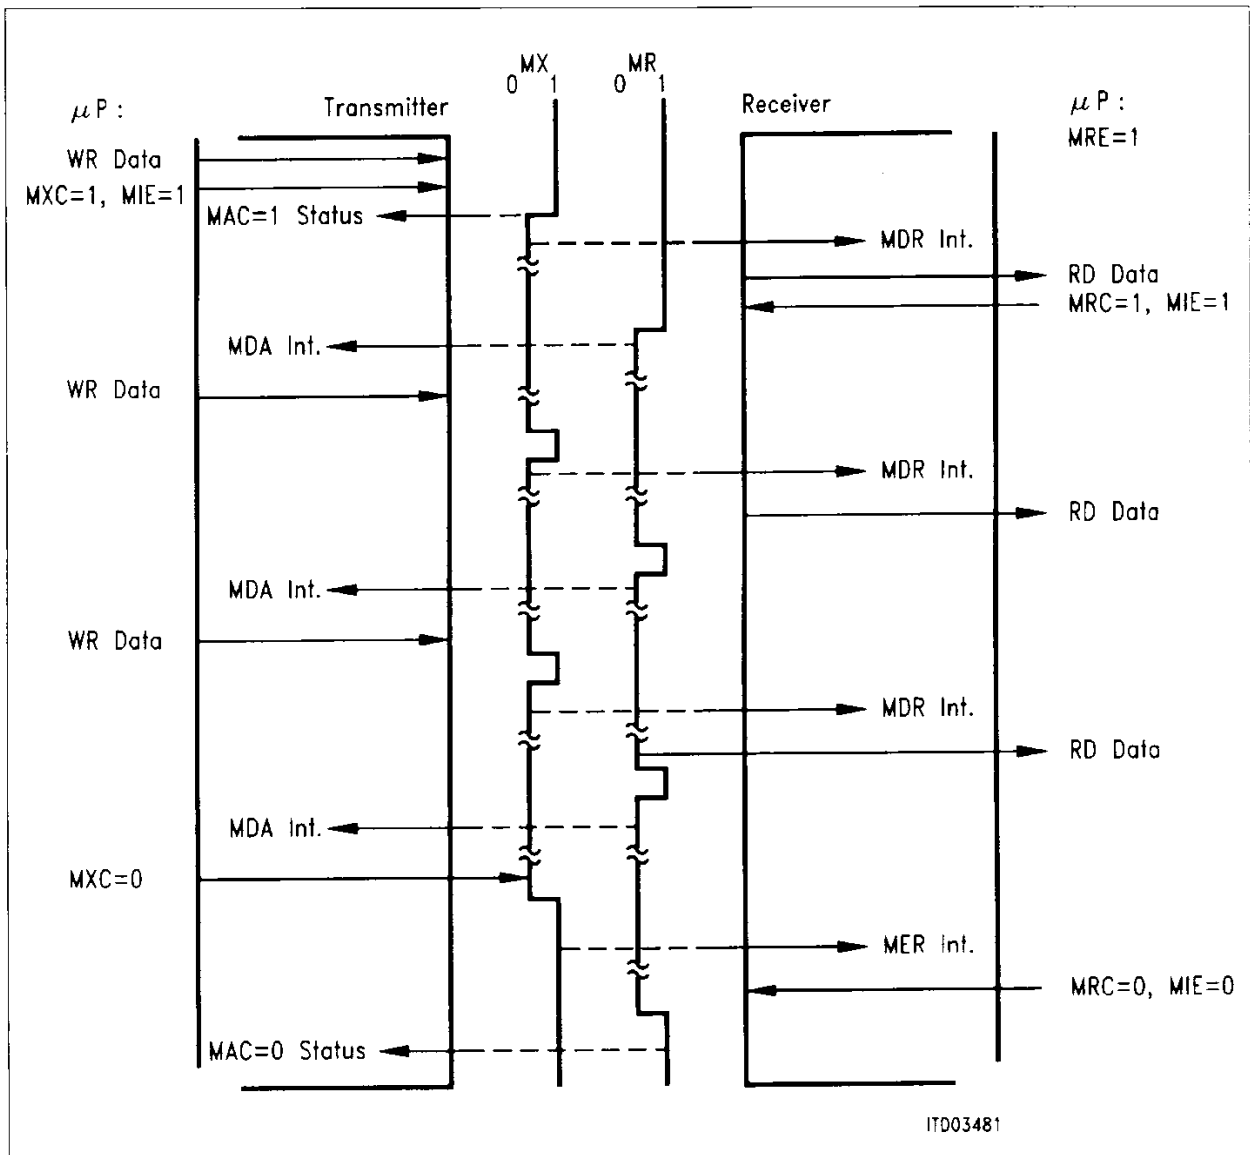 MX MR
0 1 0 1
μP: Transmitter Receiver μP:
MRE=1
WR Data
MXC=1, MIE=1
MAC=1 Status
MDR Int.
RD Data
MRC=1, MIE=1
MDA Int.
WR Data
MDR Int.
RD Data
MDA Int.
WR Data
MDR Int.
RD Data
MDA Int.
MXC=0
MER Int.
MRC=0, MIE=0
MAC=0 Status
ITD03481